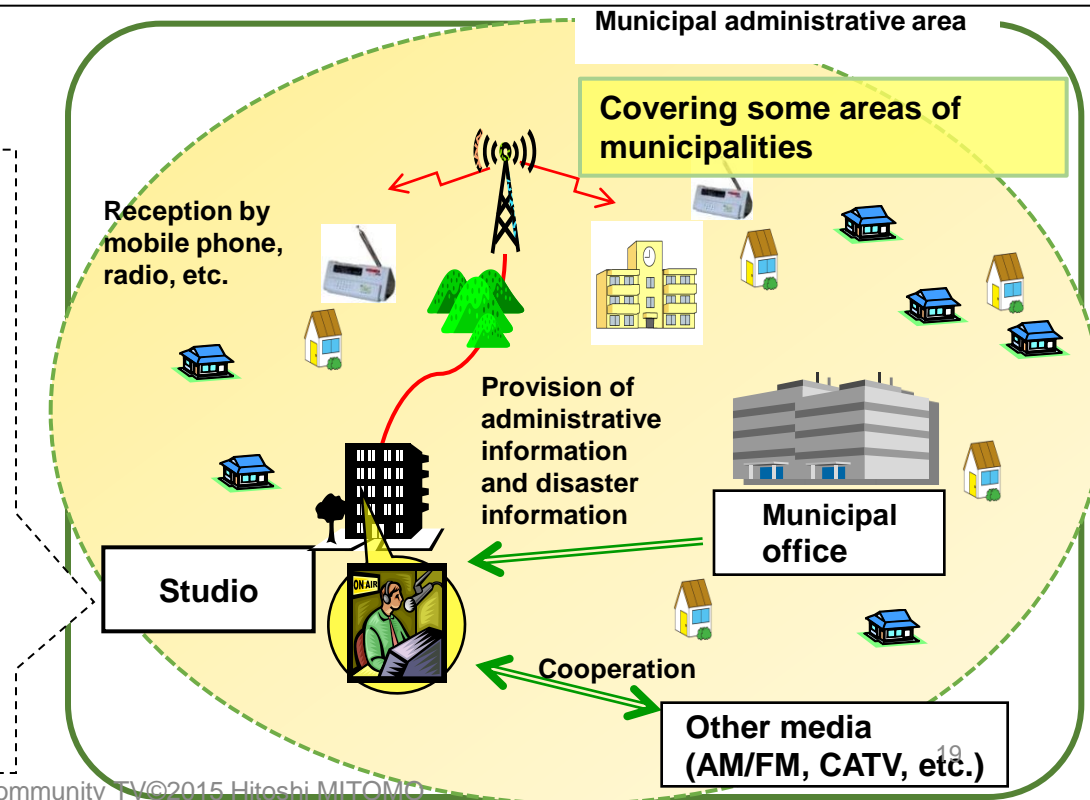 Municipal administrative area
Covering some areas of
municipalities
Reception by
mobile phone,
radio, etc.
Provision of
administrative
information
and disaster
information
Municipal
office
Studio
ON AIR
Cooperation
Other media
(AM/FM, CATV, etc.)
19
ommunity TV©2015 Hitoshi MITOMO